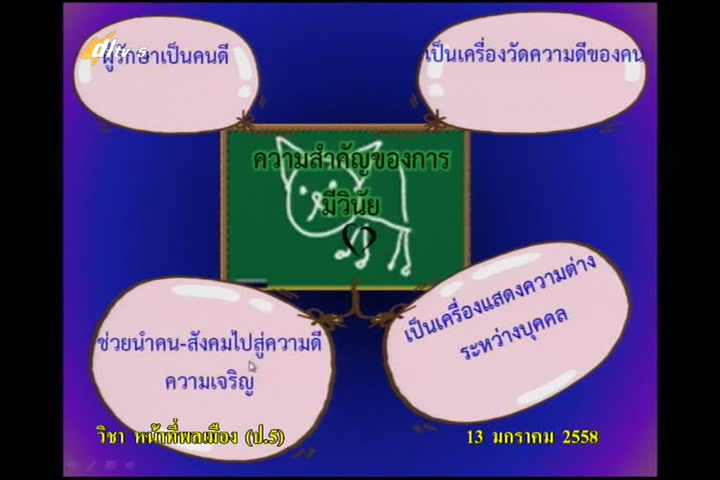 ผู้รักษาเป็นคนดี
เป็นเครื่องวัดความดีของคน
ความสำคัญของการ
มีวินัย
ช่วยนำคน-สังคมไปสู่ความดี
ความเจริญ
เป็นเครื่องแสดงความต่าง
ระหว่างบุคคล
วิชา หน้าที่พลเมือง (ป.5)
13 มกราคม 2558